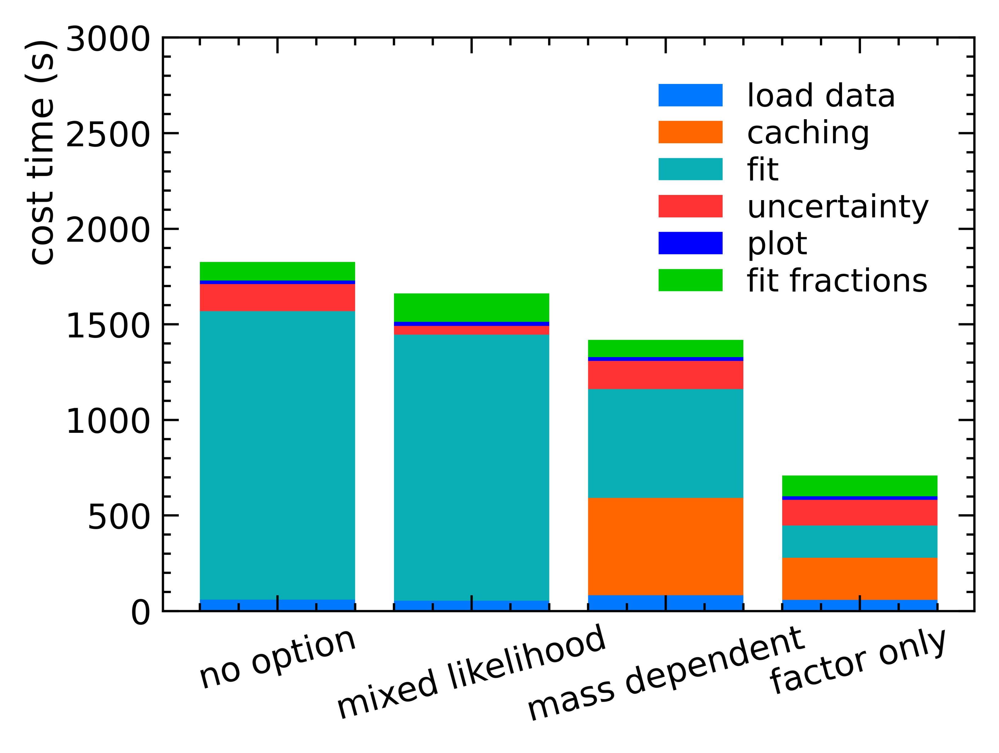 cost time (s)
3000
2500
2000
1500
1000
500
0
load data
caching
fit
uncertainty
plot
fit fractions
no option
mixed likelihood
mass dependent
factor only